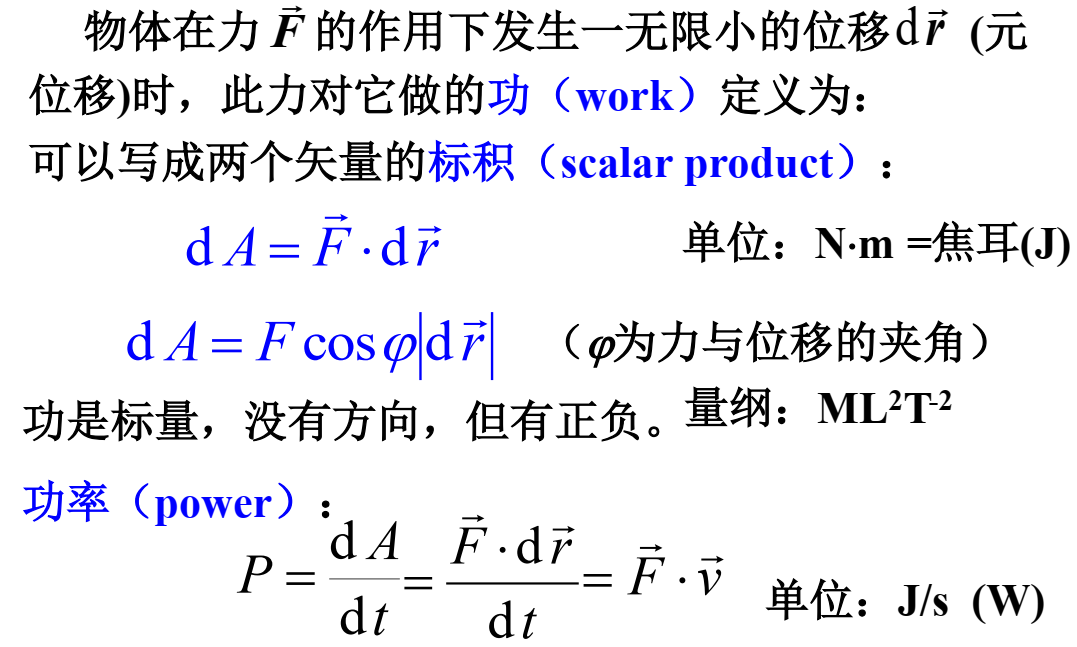 物体在力 $\vec{F}$ 的作用下发生一无限小的位移 $\mathrm{d}\vec{r}$ (元
位移)时，此力对它做的功（work）定义为：
可以写成两个矢量的标积（scalar product）：
$\mathrm{d}A = \vec{F} \cdot \mathrm{d}\vec{r}$ 单位：N·m =焦耳(J)
$\mathrm{d}A = F\cos\varphi|\mathrm{d}\vec{r}|$ （φ为力与位移的夹角）
功是标量，没有方向，但有正负。量纲：ML²T⁻²
功率（power）：
$P = \frac{\mathrm{d}A}{\mathrm{d}t} = \frac{\vec{F} \cdot \mathrm{d}\vec{r}}{\mathrm{d}t} = \vec{F} \cdot \vec{v}$ 单位：J/s (W)